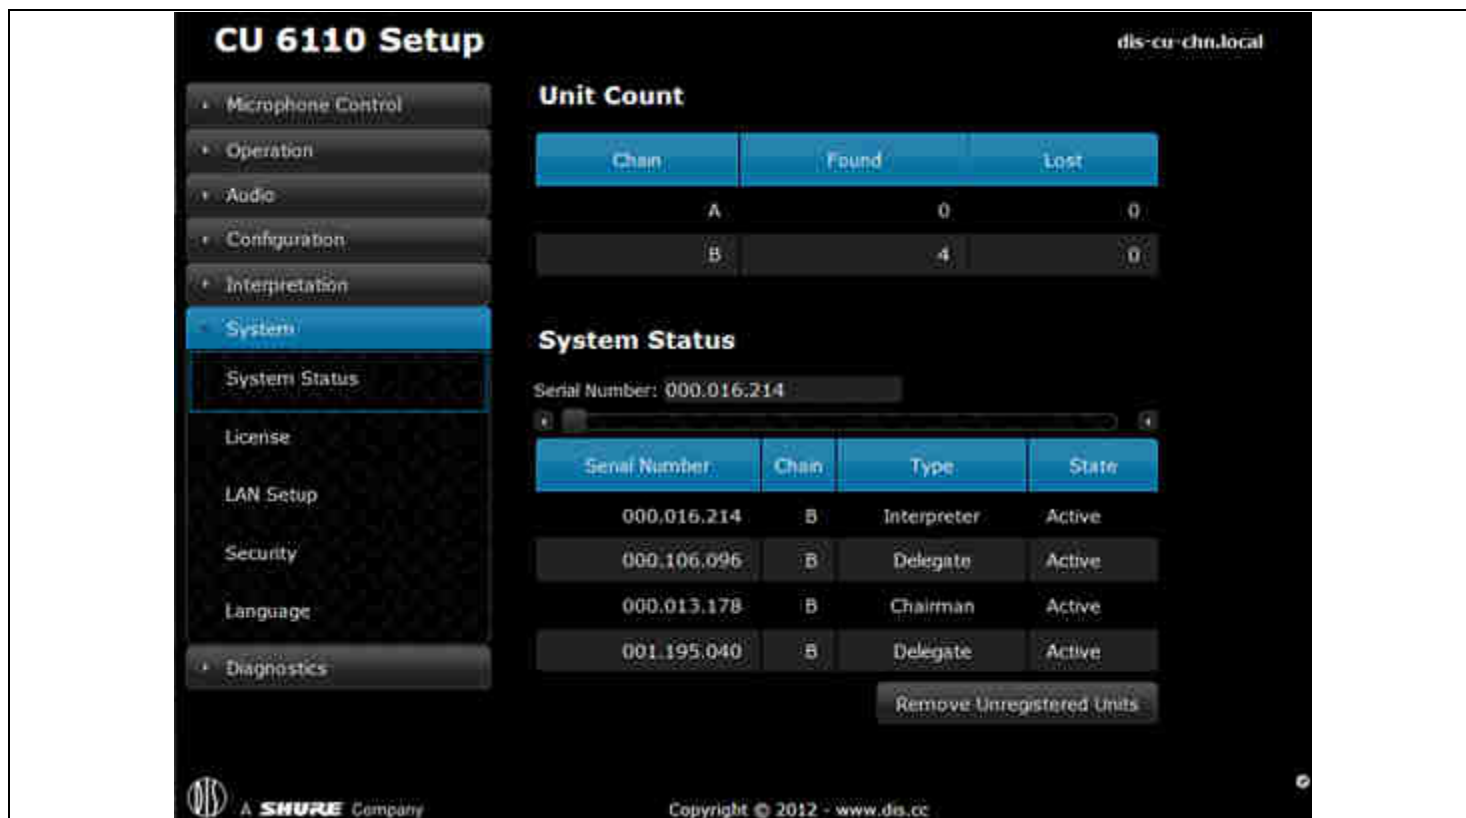 CU 6110 Setup
dis-cu-chn.local
Microphone Control
Operation
Audio
Configuration
Interpretation
System
System Status
License
LAN Setup
Security
Language
Diagnostics
Unit Count
Chain Found Lost
A 0 0
B 4 0
System Status
Serial Number: 000.016.214
Serial Number Chain Type State
000.016.214 B Interpreter Active
000.106.096 B Delegate Active
000.013.178 B Chairman Active
001.195.040 B Delegate Active
Remove Unregistered Units
DIS A SHURE Company
Copyright © 2012 - www.dis.cc